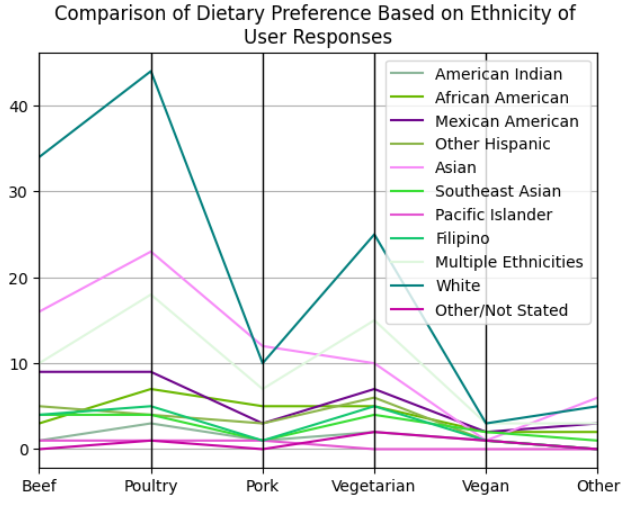 Comparison of Dietary Preference Based on Ethnicity of
User Responses
American Indian
African American
Mexican American
Other Hispanic
Asian
Southeast Asian
Pacific Islander
Filipino
Multiple Ethnicities
White
Other/Not Stated
40
30
20
10
0
Beef Poultry Pork Vegetarian Vegan Other